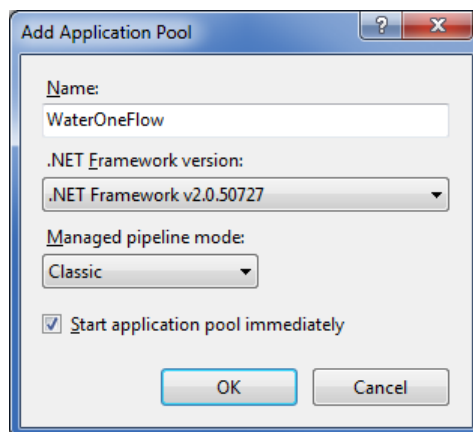 Add Application Pool
Name:
WaterOneFlow
.NET Framework version:
.NET Framework v2.0.50727
Managed pipeline mode:
Classic
Start application pool immediately
OK
Cancel